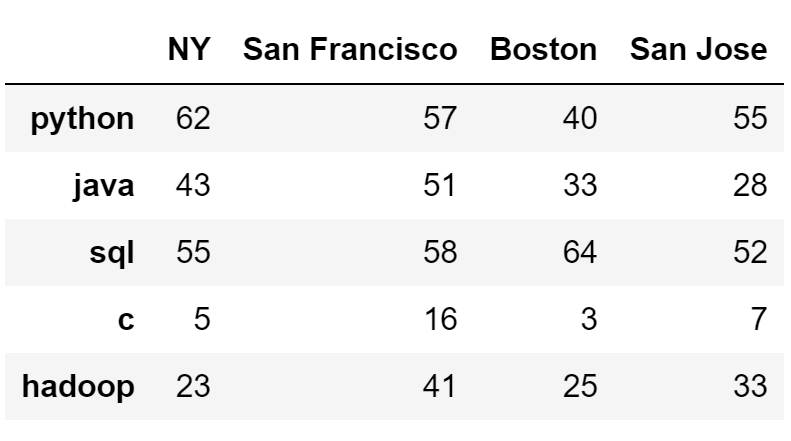 NY San Francisco Boston San Jose
python 62 57 40 55
java 43 51 33 28
sql 55 58 64 52
c 5 16 3 7
hadoop 23 41 25 33